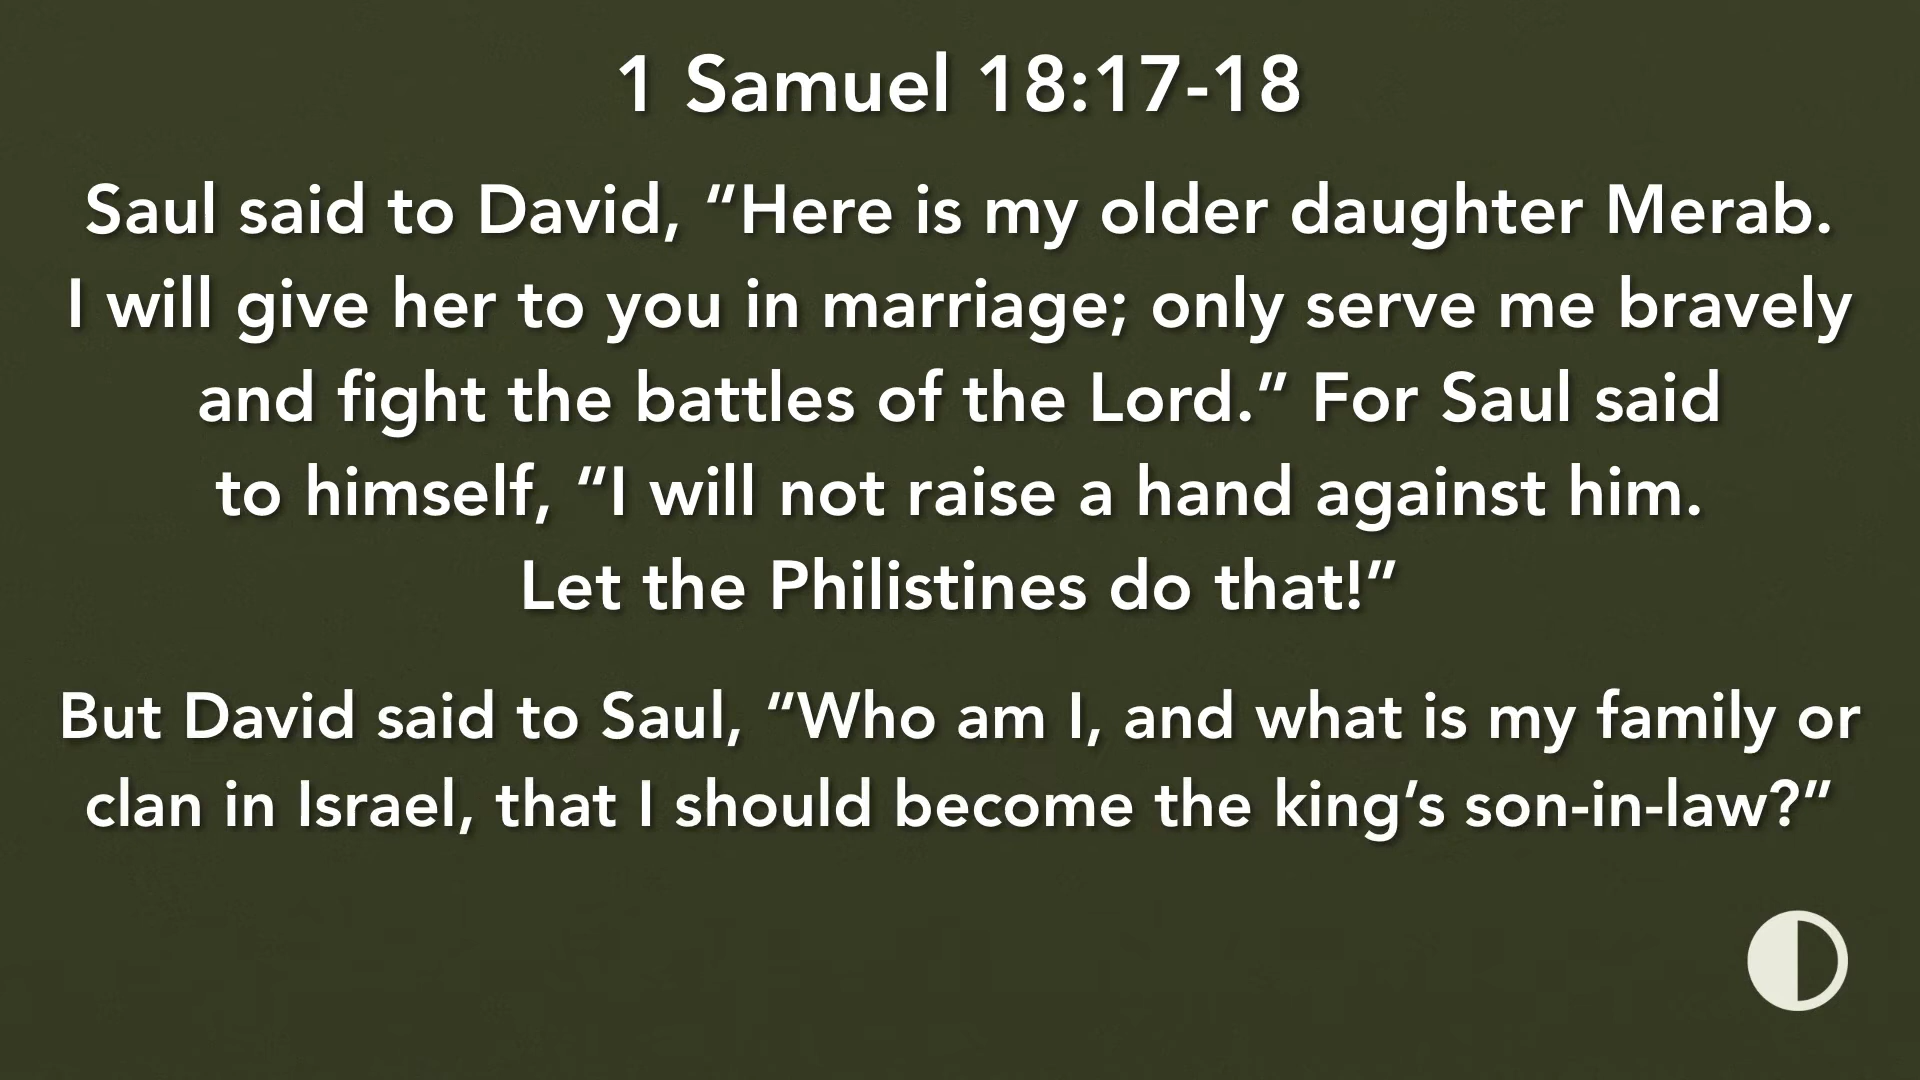 1 Samuel 18:17-18
Saul said to David, “Here is my older daughter Merab.
I will give her to you in marriage; only serve me bravely
and fight the battles of the Lord.” For Saul said
to himself, “I will not raise a hand against him.
Let the Philistines do that!”
But David said to Saul, “Who am I, and what is my family or
clan in Israel, that I should become the king’s son-in-law?”